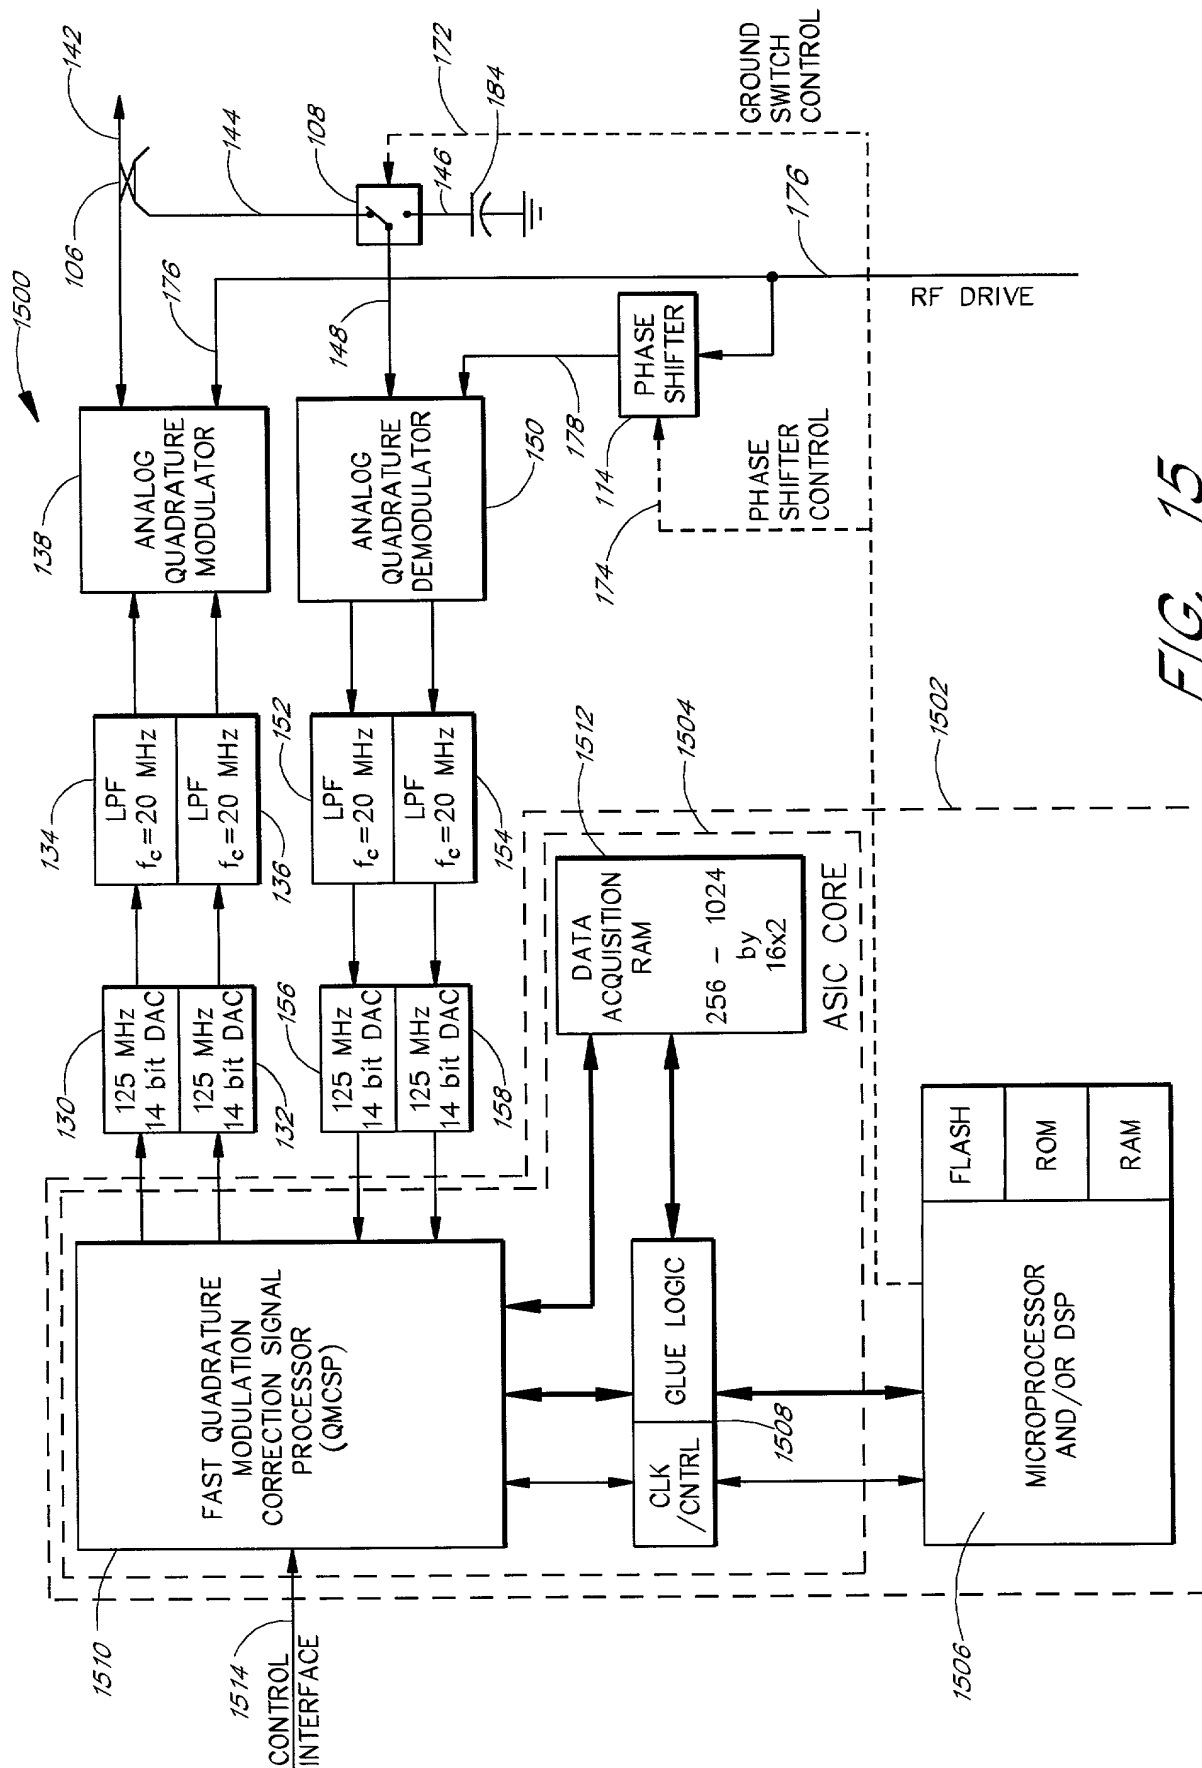 1500
142
106
144
176
138
ANALOG
QUADRATURE
MODULATOR
134
LPF
fc=20 MHz
LPF
fc=20 MHz
136
130
125 MHz
14 bit DAC
125 MHz
14 bit DAC
132
1510
FAST QUADRATURE
MODULATION
CORRECTION SIGNAL
PROCESSOR
(QMCSP)
1514
CONTROL
INTERFACE
108
172
146
184
148
ANALOG
QUADRATURE
DEMODULATOR
150
178
152
LPF
fc=20 MHz
LPF
fc=20 MHz
154
156
125 MHz
14 bit DAC
125 MHz
14 bit DAC
158
PHASE
SHIFTER
114
174
PHASE
SHIFTER
CONTROL
GROUND
SWITCH
CONTROL
176
RF DRIVE
1512
1504
1502
DATA
ACQUISITION
RAM
256 – 1024
by
16x2
ASIC CORE
CLK
/CNTRL
GLUE LOGIC
1508
MICROPROCESSOR
AND/OR DSP
FLASH
ROM
RAM
1506
FIG. 15